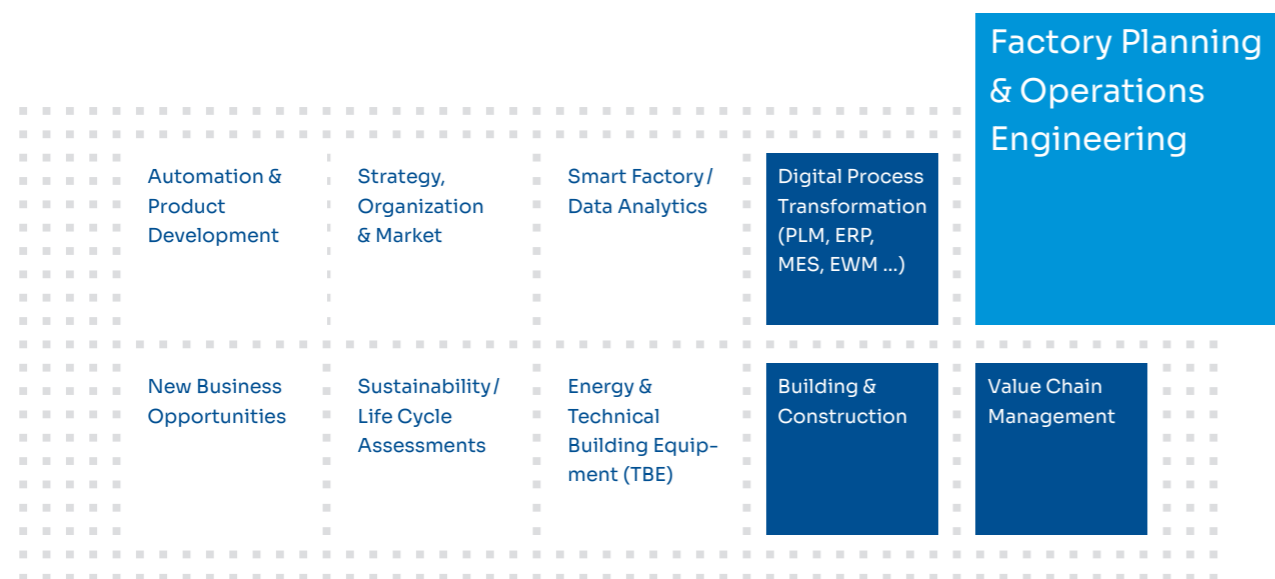 Factory Planning
& Operations
Engineering
Automation &
Product
Development
Strategy,
Organization
& Market
Smart Factory/
Data Analytics
Digital Process
Transformation
(PLM, ERP,
MES, EWM ...)
New Business
Opportunities
Sustainability/
Life Cycle
Assessments
Energy &
Technical
Building Equip-
ment (TBE)
Building &
Construction
Value Chain
Management